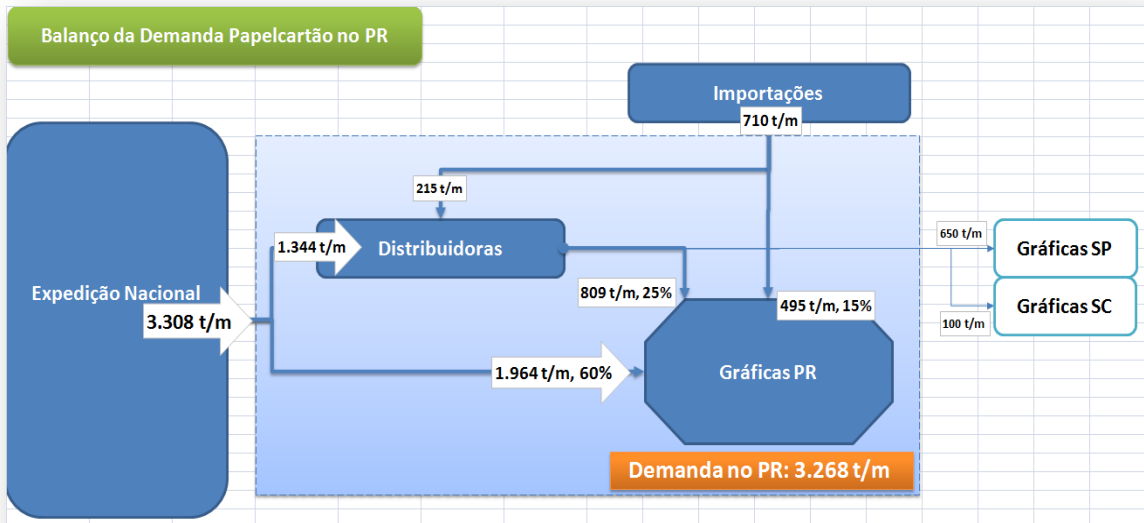 Balanço da Demanda Papelcartão no PR
Importações
710 t/m
215 t/m
1.344 t/m
Distribuidoras
650 t/m
Gráficas SP
Expedição Nacional
3.308 t/m
809 t/m, 25%
495 t/m, 15%
Gráficas SC
100 t/m
1.964 t/m, 60%
Gráficas PR
Demanda no PR: 3.268 t/m